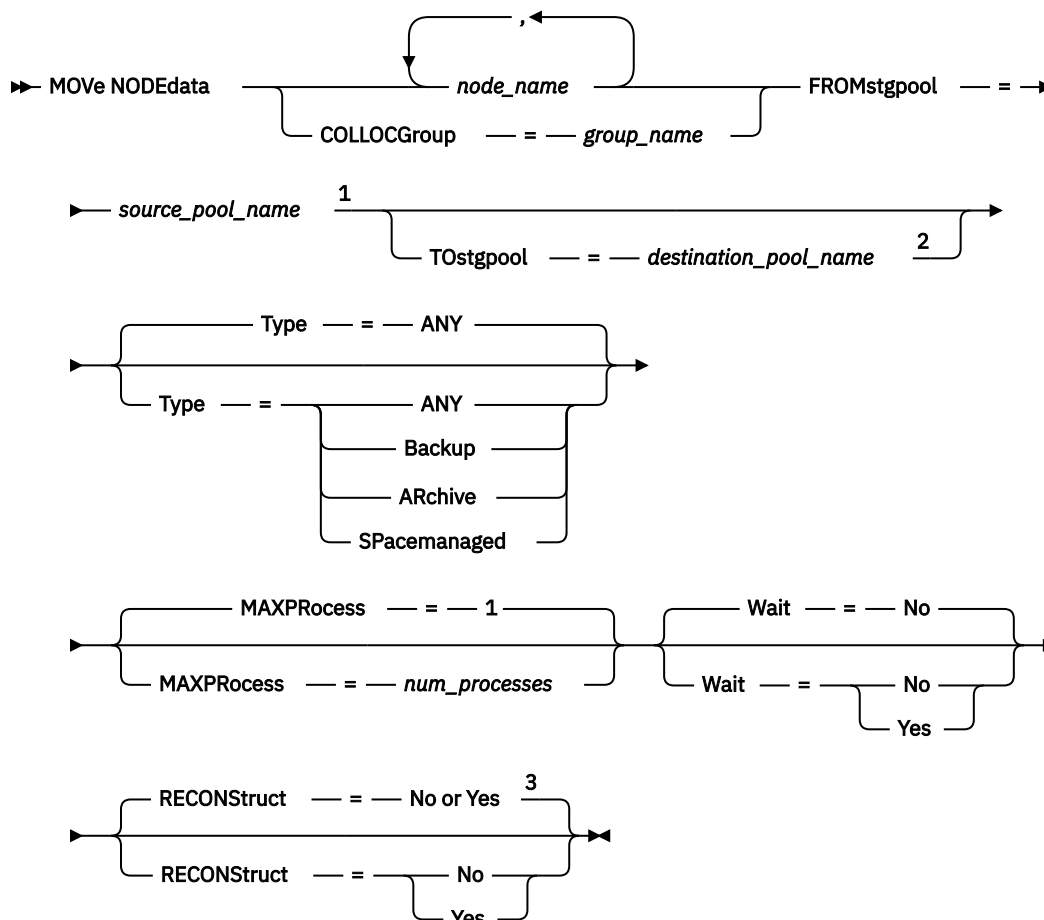 ,
MOVe NODEdata node_name FROMstgpool =
COLLOCGroup = group_name
source_pool_name 1
TOstgpool = destination_pool_name 2
Type = ANY
Type = ANY
Backup
ARchive
SPacemanaged
MAXPRocess = 1 Wait = No
MAXPRocess = num_processes Wait = No
Yes
RECONStruct = No or Yes 3
RECONStruct = No
Yes